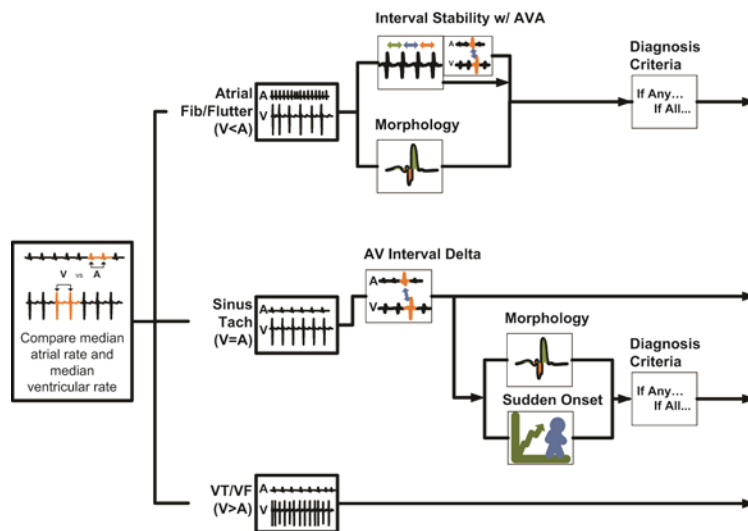 Interval Stability w/ AVA
Atrial
Fib/Flutter
(V<A)
A
V
A
V
Morphology
Diagnosis
Criteria
If Any...
If All...
V vs A
Compare median
atrial rate and
median
ventricular rate
AV Interval Delta
Sinus
Tach
(V=A)
A
V
A
V
Morphology
Sudden Onset
Diagnosis
Criteria
If Any...
If All...
VT/VF
(V>A)
A
V